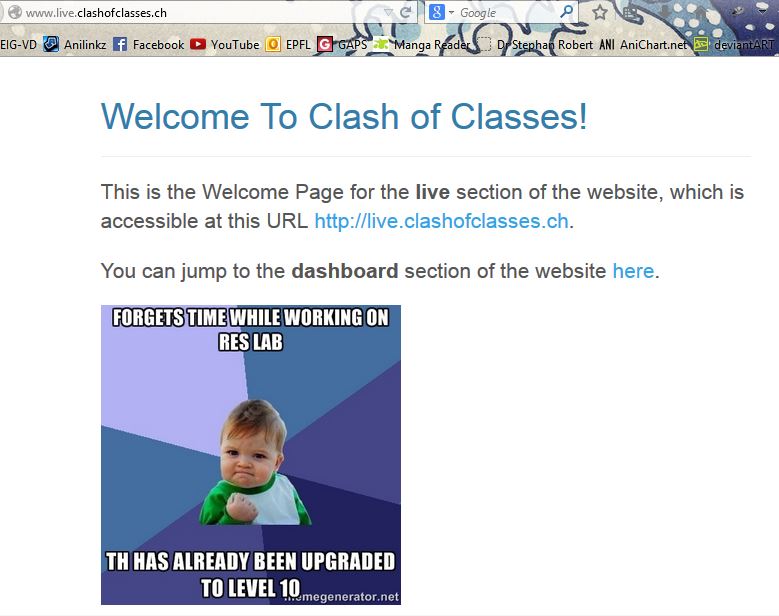 www.live.clashofclasses.ch
Google
EIG-VD Anilinkz Facebook YouTube EPFL GAPS Manga Reader Dr Stephan Robert ANI AniChart.net deviantART
Welcome To Clash of Classes!
This is the Welcome Page for the live section of the website, which is
accessible at this URL http://live.clashofclasses.ch.
You can jump to the dashboard section of the website here.
FORGETS TIME WHILE WORKING ON
RES LAB
TH HAS ALREADY BEEN UPGRADED
TO LEVEL 10
memegenerator.net